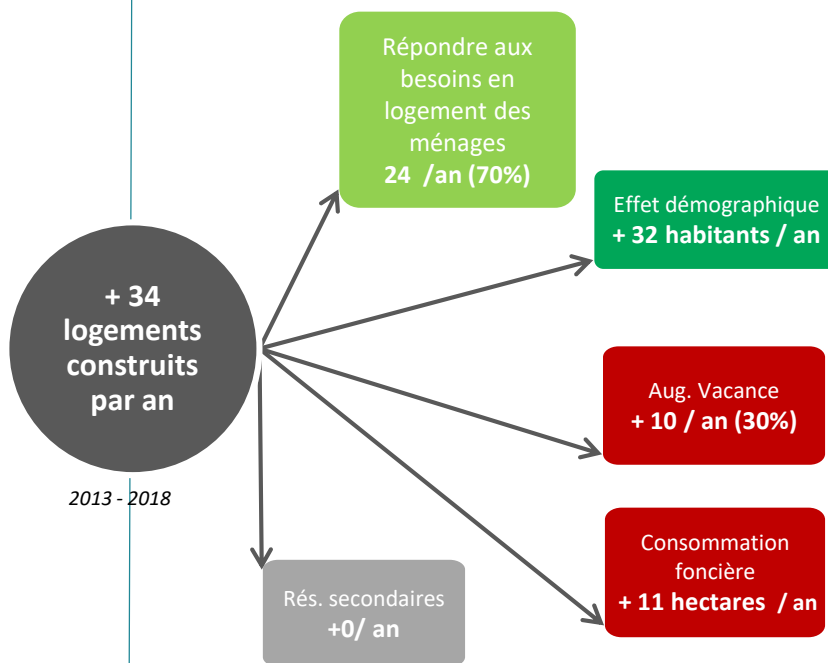 Répondre aux
besoins en
logement des
ménages
24 /an (70%)
Effet démographique
+ 32 habitants / an
+ 34
logements
construits
par an
Aug. Vacance
+ 10 / an (30%)
2013 - 2018
Consommation
foncière
+ 11 hectares / an
Rés. secondaires
+0/ an